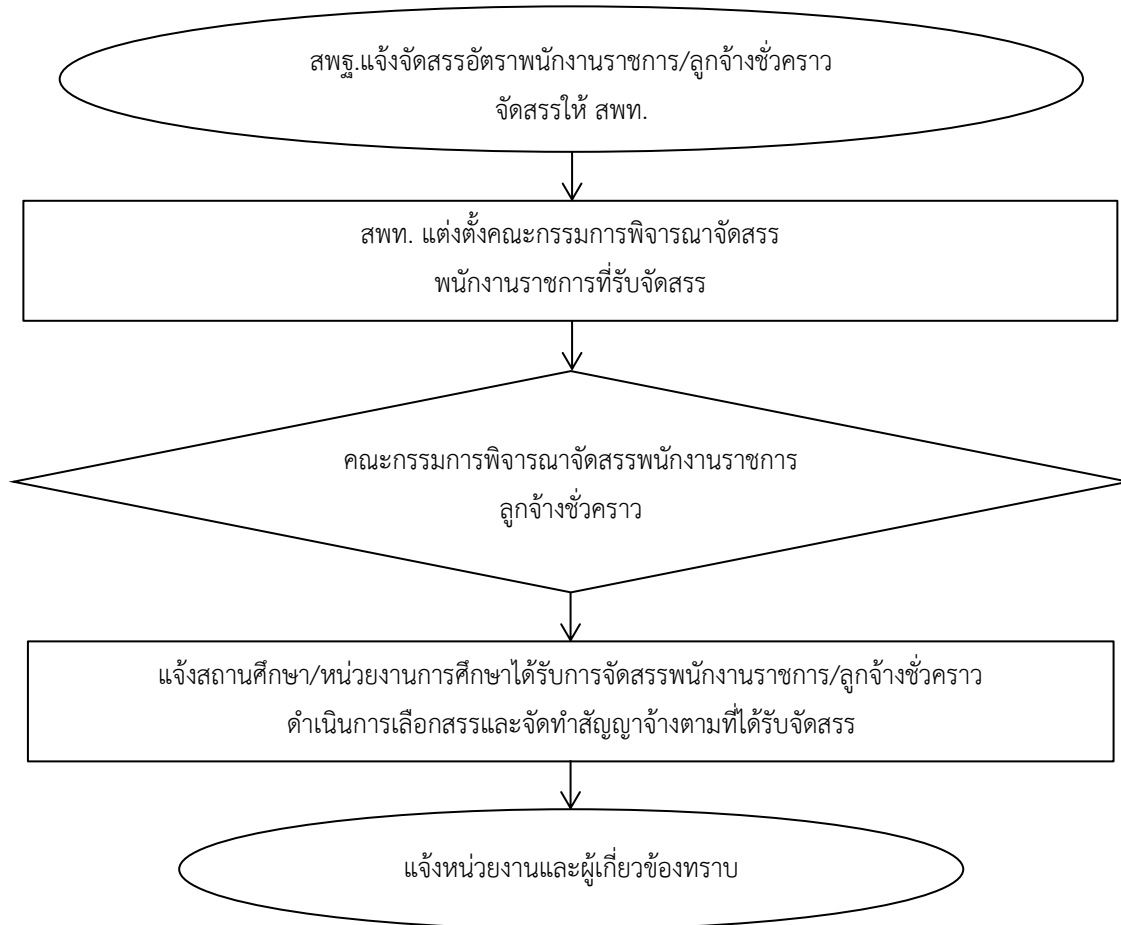 สพฐ.แจ้งจัดสรรอัตราพนักงานราชการ/ลูกจ้างชั่วคราว
จัดสรรให้ สพท.
สพท. แต่งตั้งคณะกรรมการพิจารณาจัดสรร
พนักงานราชการที่รับจัดสรร
คณะกรรมการพิจารณาจัดสรรพนักงานราชการ
ลูกจ้างชั่วคราว
แจ้งสถานศึกษา/หน่วยงานการศึกษาได้รับการจัดสรรพนักงานราชการ/ลูกจ้างชั่วคราว
ดำเนินการเลือกสรรและจัดทำสัญญาจ้างตามที่ได้รับจัดสรร
แจ้งหน่วยงานและผู้เกี่ยวข้องทราบ